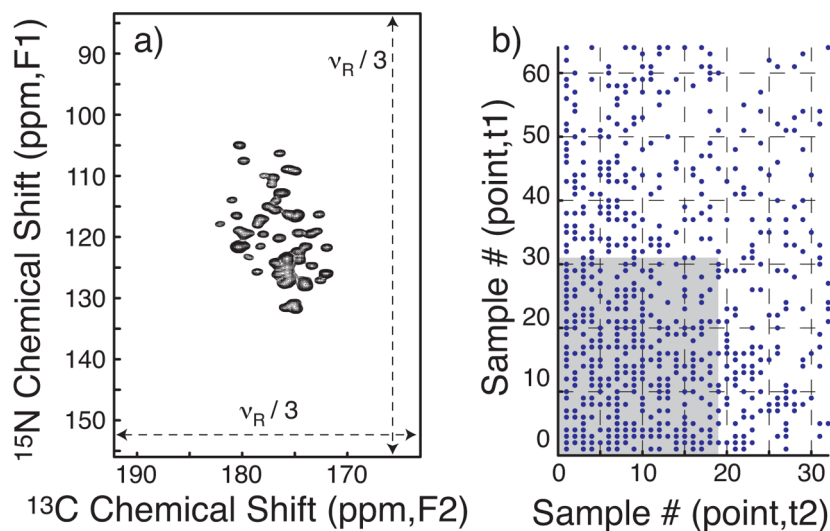 a)
ν_R / 3
ν_R / 3
90
100
110
120
130
140
150
190
180
170
¹⁵N Chemical Shift (ppm,F1)
¹³C Chemical Shift (ppm,F2)
b)
60
50
40
30
20
10
0
0
10
20
30
Sample # (point,t1)
Sample # (point,t2)